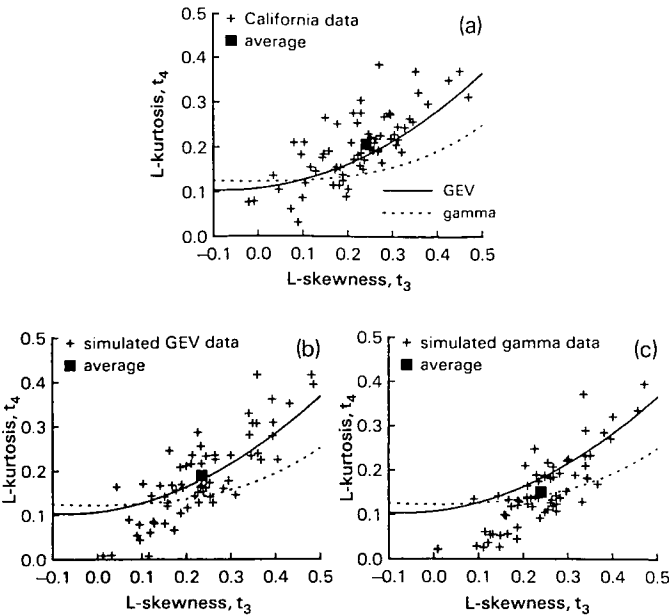 0.5
+ California data
(a)
■ average
0.4
0.3
0.2
0.1
0.0
L-kurtosis, t4
GEV
gamma
−0.1 0.0 0.1 0.2 0.3 0.4 0.5
L-skewness, t3
0.5
+ simulated GEV data
(b)
■ average
0.4
0.3
0.2
0.1
0.0
L-kurtosis, t4
−0.1 0.0 0.1 0.2 0.3 0.4 0.5
L-skewness, t3
0.5
+ simulated gamma data
(c)
■ average
0.4
0.3
0.2
0.1
0.0
L-kurtosis, t4
−0.1 0.0 0.1 0.2 0.3 0.4 0.5
L-skewness, t3